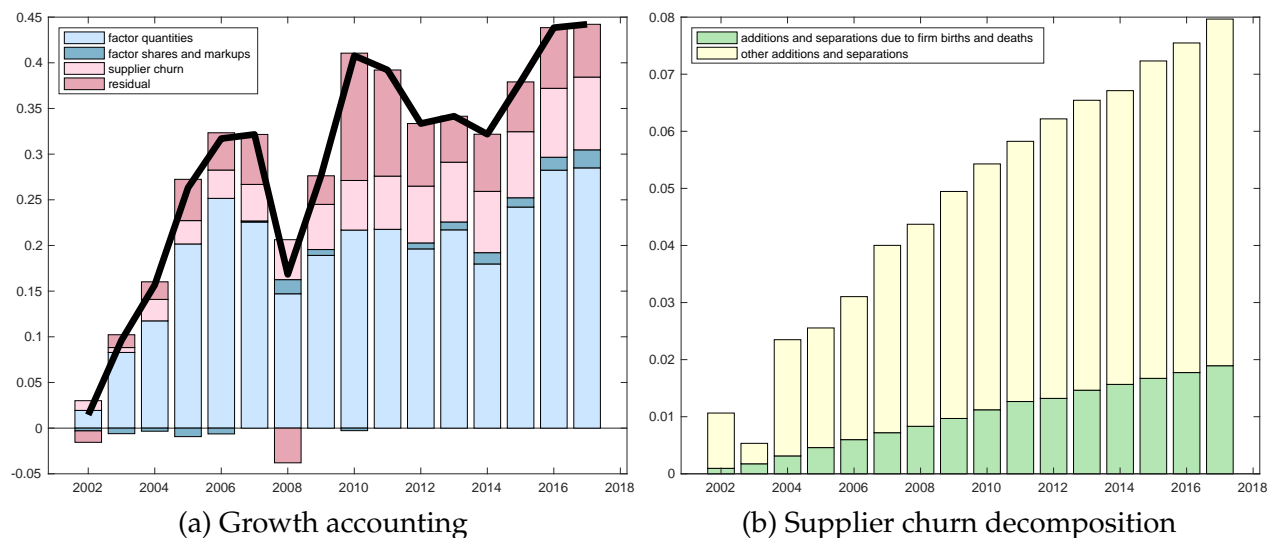 0.45
0.4
0.35
0.3
0.25
0.2
0.15
0.1
0.05
0
-0.05
factor quantities
factor shares and markups
supplier churn
residual
2002 2004 2006 2008 2010 2012 2014 2016 2018
(a) Growth accounting
0.08
0.07
0.06
0.05
0.04
0.03
0.02
0.01
0
additions and separations due to firm births and deaths
other additions and separations
2002 2004 2006 2008 2010 2012 2014 2016 2018
(b) Supplier churn decomposition